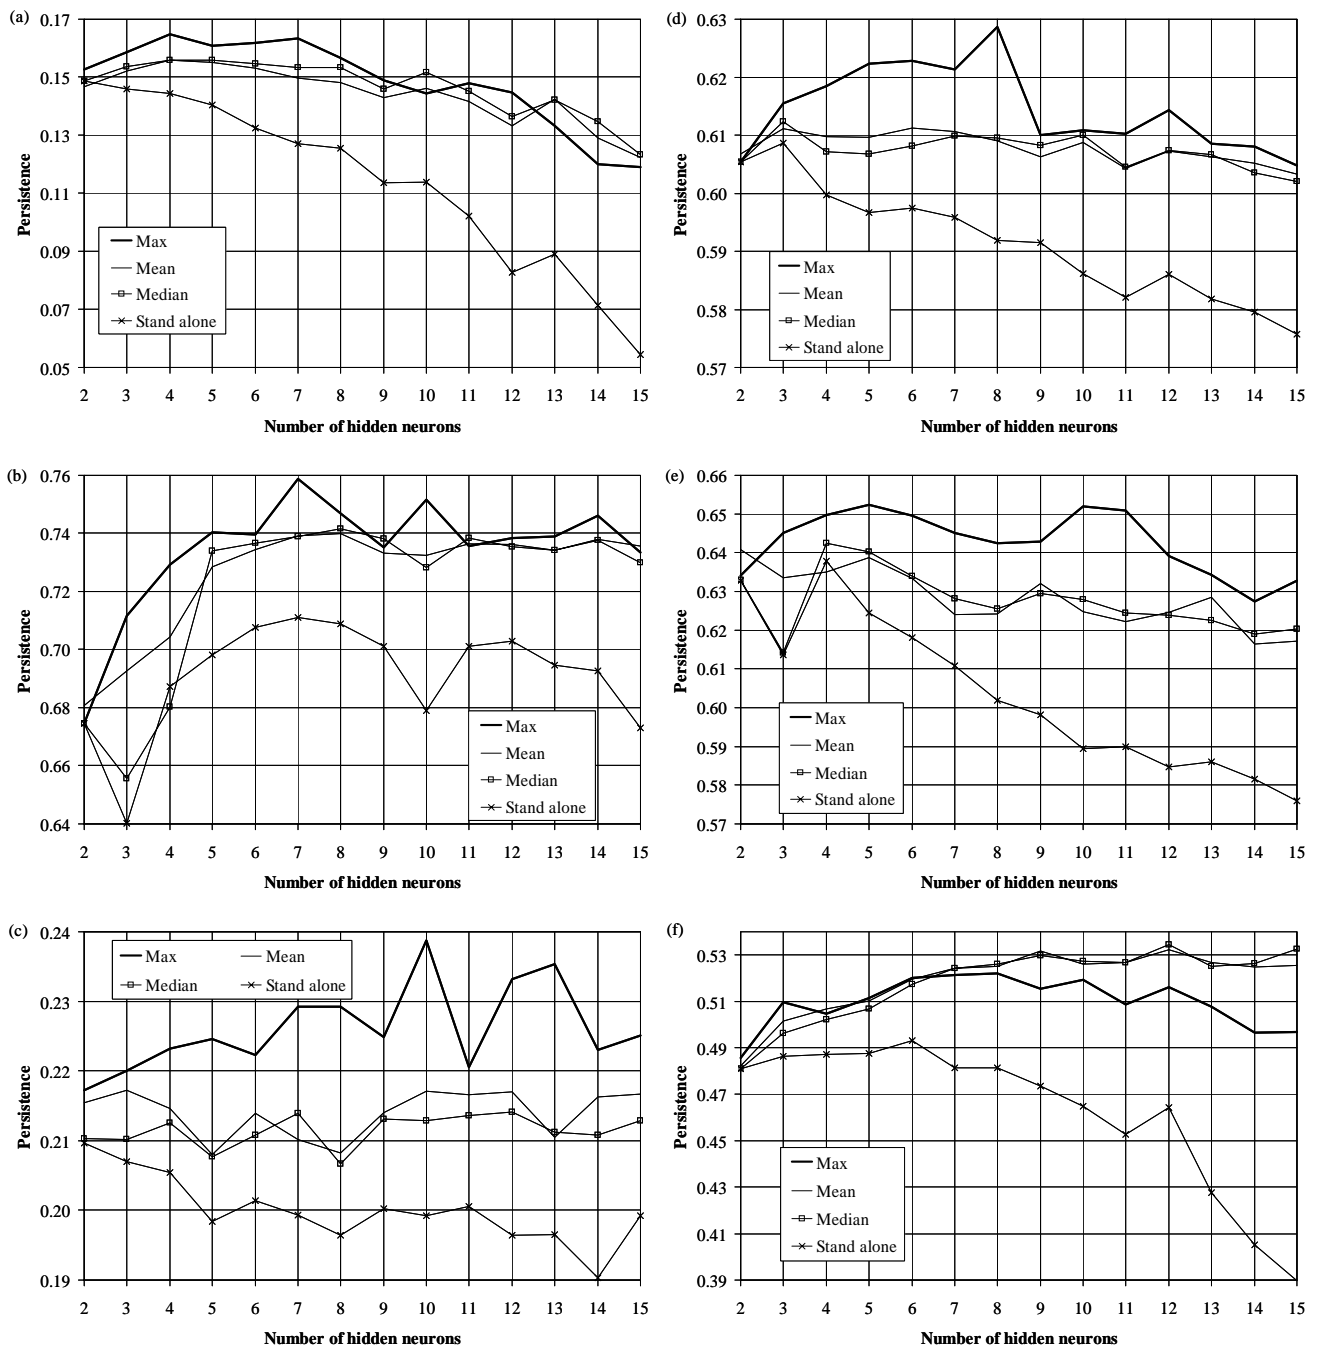 (a)
0.17
0.15
0.13
0.11
0.09
0.07
0.05
Persistence
Max
Mean
Median
Stand alone
2 3 4 5 6 7 8 9 10 11 12 13 14 15
Number of hidden neurons
(d)
0.63
0.62
0.61
0.60
0.59
0.58
0.57
Persistence
Max
Mean
Median
Stand alone
2 3 4 5 6 7 8 9 10 11 12 13 14 15
Number of hidden neurons
(b)
0.76
0.74
0.72
0.70
0.68
0.66
0.64
Persistence
Max
Mean
Median
Stand alone
2 3 4 5 6 7 8 9 10 11 12 13 14 15
Number of hidden neurons
(e)
0.66
0.65
0.64
0.63
0.62
0.61
0.60
0.59
0.58
0.57
Persistence
Max
Mean
Median
Stand alone
2 3 4 5 6 7 8 9 10 11 12 13 14 15
Number of hidden neurons
(c)
0.24
0.23
0.22
0.21
0.20
0.19
Persistence
Max Mean
Median Stand alone
2 3 4 5 6 7 8 9 10 11 12 13 14 15
Number of hidden neurons
(f)
0.53
0.51
0.49
0.47
0.45
0.43
0.41
0.39
Persistence
Max
Mean
Median
Stand alone
2 3 4 5 6 7 8 9 10 11 12 13 14 15
Number of hidden neurons